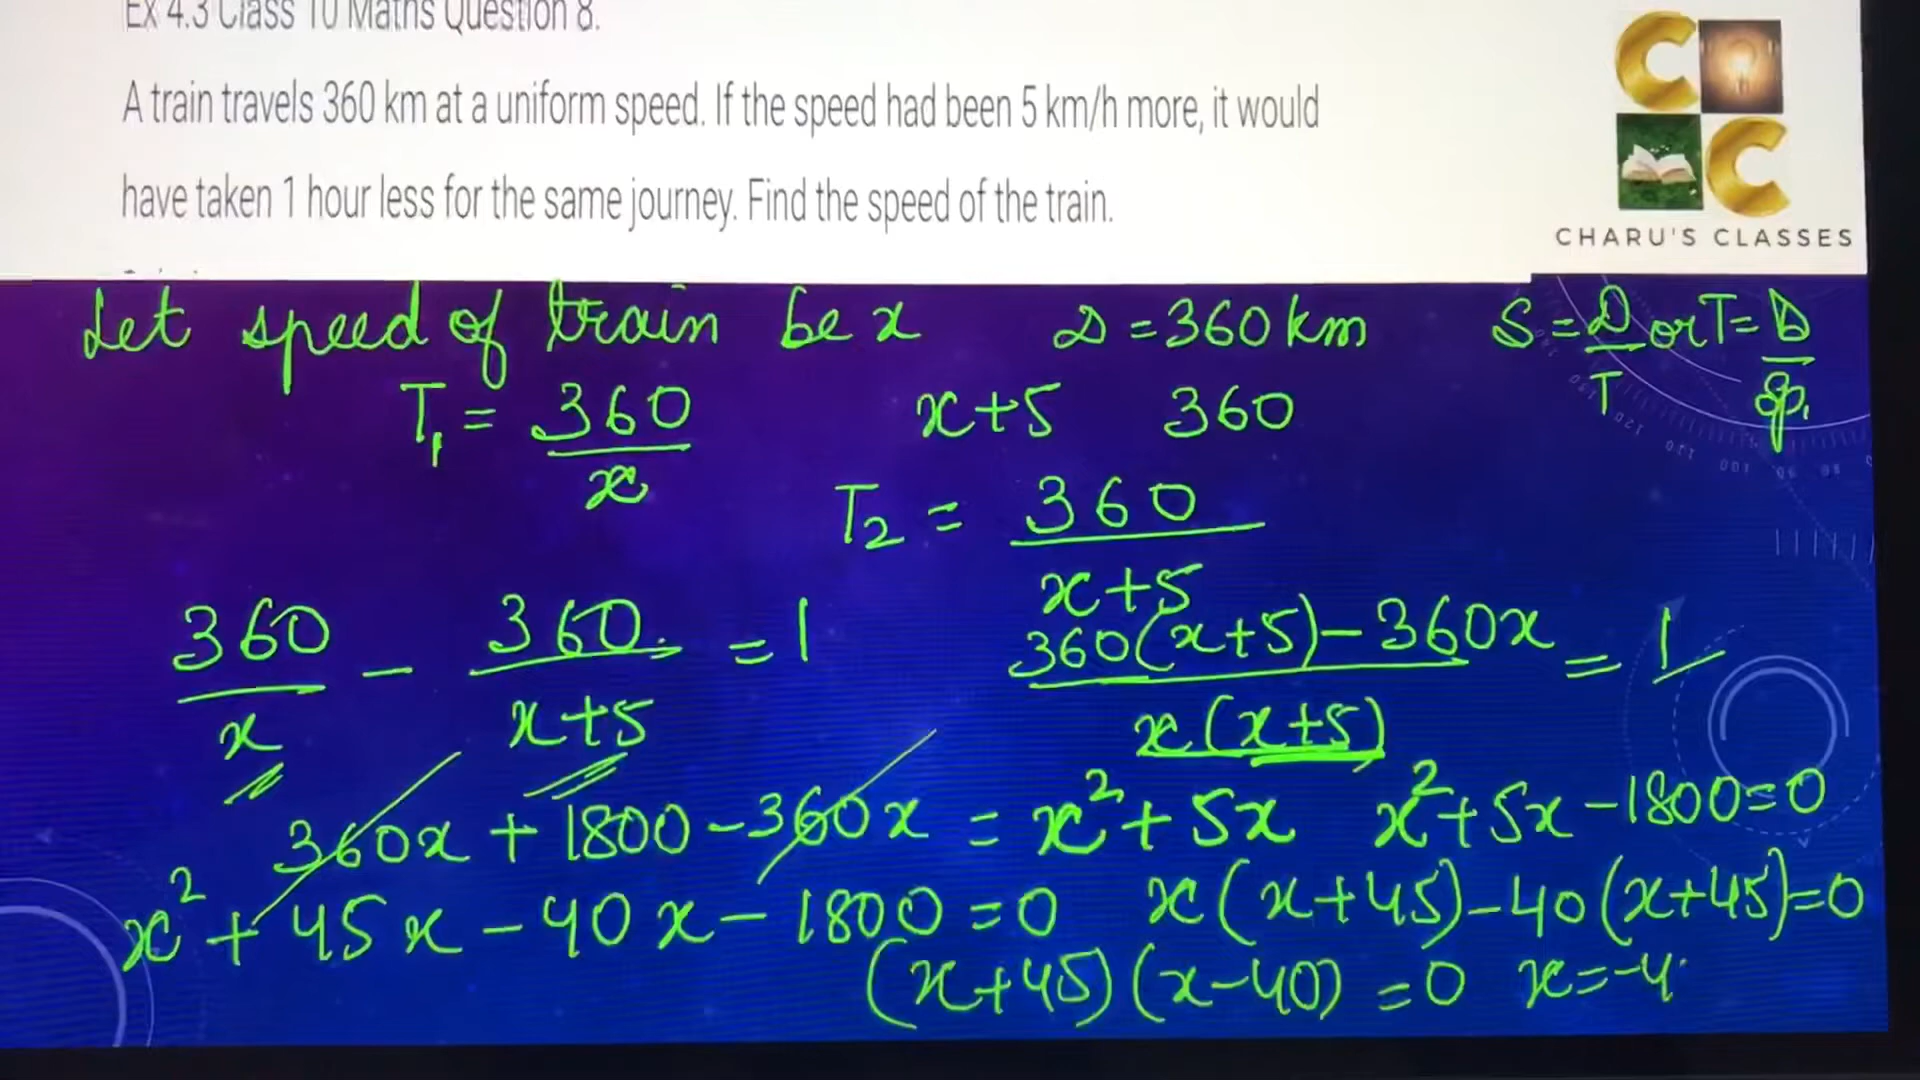 Ex 4.3 Class 10 Maths Question 8.
A train travels 360 km at a uniform speed. If the speed had been 5 km/h more, it would
have taken 1 hour less for the same journey. Find the speed of the train.
CHARU'S CLASSES
Let speed of train be x D = 360 km S = D/T or T = D/Sp.
T₁ = 360/x x+5 360
T₂ = 360/x+5
360/x - 360/x+5 = 1 360(x+5)-360x/x(x+5) = 1
360x + 1800 - 360x = x² + 5x x² + 5x - 1800 = 0
x² + 45x - 40x - 1800 = 0 x(x+45) - 40(x+45) = 0
(x+45)(x-40) = 0 x = -4